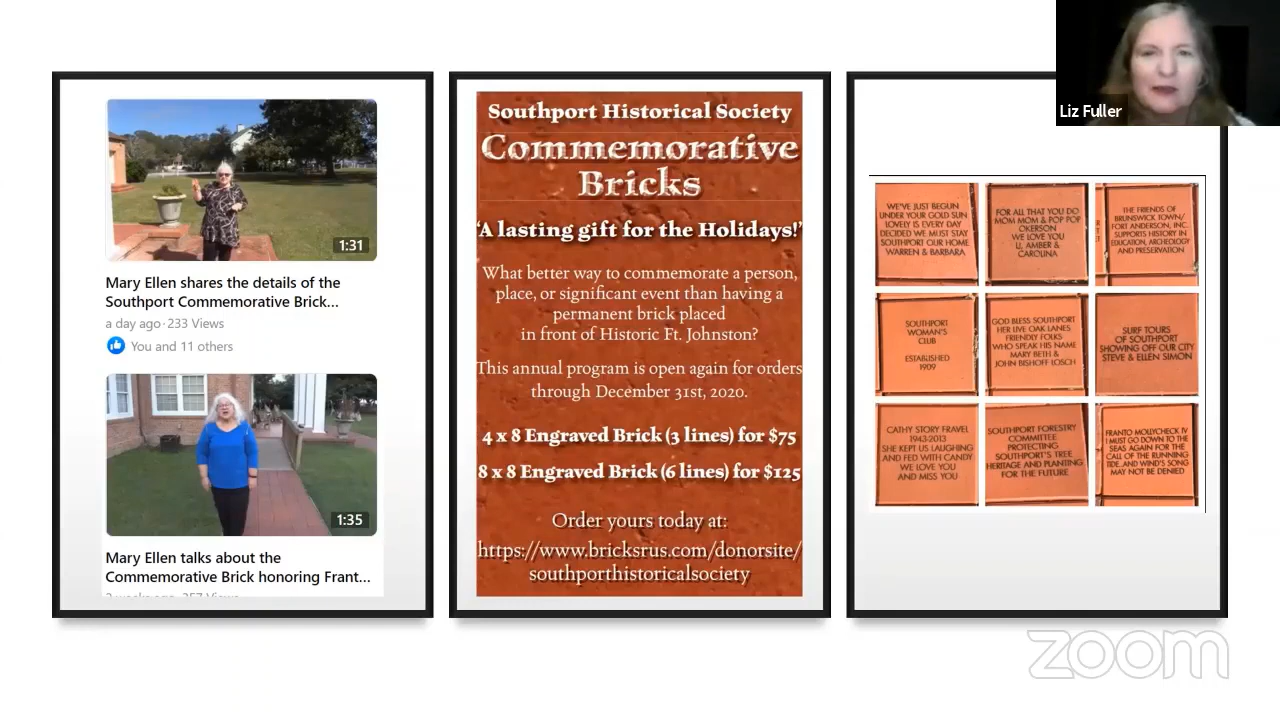 Liz Fuller
1:31
Mary Ellen shares the details of the
Southport Commemorative Brick...
a day ago · 233 Views
You and 11 others
1:35
Mary Ellen talks about the
Commemorative Brick honoring Frant...
2 weeks ago · 257 Views
Southport Historical Society
Commemorative
Bricks
'A lasting gift for the Holidays!'
What better way to commemorate a person,
place, or significant event than having a
permanent brick placed
in front of Historic Ft. Johnston?
This annual program is open again for orders
through December 31st, 2020.
4 x 8 Engraved Brick (3 lines) for $75
8 x 8 Engraved Brick (6 lines) for $125
Order yours today at:
https://www.bricksrus.com/donorsite/
southporthistoricalsociety
WE'VE JUST BEGUN
UNDER YOUR GOLD SUN
LOVELY IS EVERY DAY
DECIDED WE MUST STAY
SOUTHPORT OUR HOME
WARREN & BARBARA
FOR ALL THAT YOU DO
MOM MOM & POP POP
OKERSON
WE LOVE YOU
LJ, AMBER &
CAROLINA
THE FRIENDS OF
BRUNSWICK TOWN/
FORT ANDERSON, INC.
SUPPORTS HISTORY IN
EDUCATION, ARCHEOLOGY
AND PRESERVATION
SOUTHPORT
WOMAN'S
CLUB
ESTABLISHED
1909
GOD BLESS SOUTHPORT
HER LIVE OAK LANES
FRIENDLY FOLKS
WHO SPEAK HIS NAME
MARY BETH &
JOHN BISHOFF LOSCH
SURF TOURS
OF SOUTHPORT
SHOWING OFF OUR CITY
STEVE & ELLEN SIMON
CATHY STORY FRAVEL
1943-2013
SHE KEPT US LAUGHING
AND FED WITH CANDY
WE LOVE YOU
AND MISS YOU
SOUTHPORT FORESTRY
COMMITTEE
PROTECTING
SOUTHPORT'S TREE
HERITAGE AND PLANTING
FOR THE FUTURE
FRANTO MOLLYCHECK IV
I MUST GO DOWN TO THE
SEAS AGAIN FOR THE
CALL OF THE RUNNING
TIDE, AND WIND'S SONG
MAY NOT BE DENIED
zoom